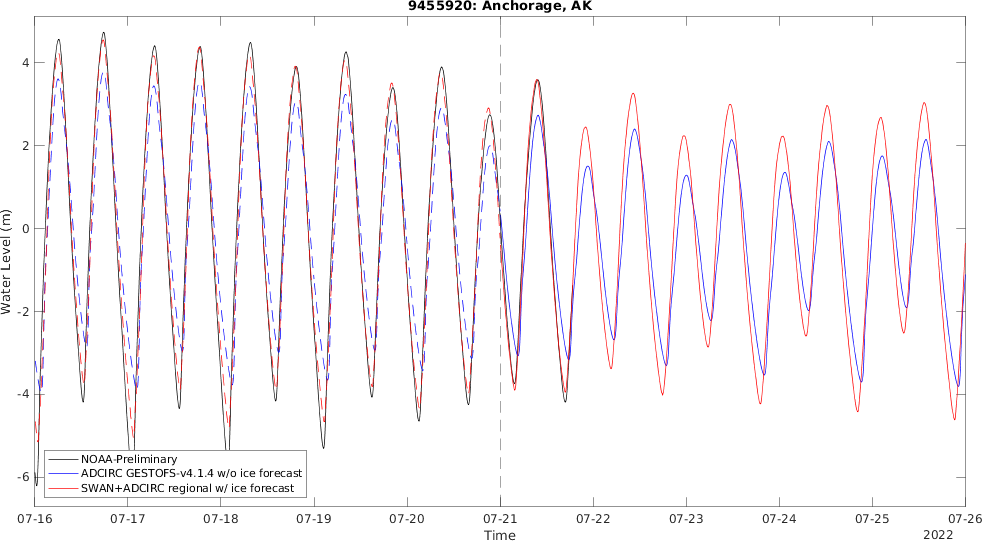 9455920: Anchorage, AK
Water Level (m)
4
2
0
-2
-4
-6
NOAA-Preliminary
ADCIRC GESTOFS-v4.1.4 w/o ice forecast
SWAN+ADCIRC regional w/ ice forecast
07-16 07-17 07-18 07-19 07-20 07-21 07-22 07-23 07-24 07-25 07-26
Time
2022